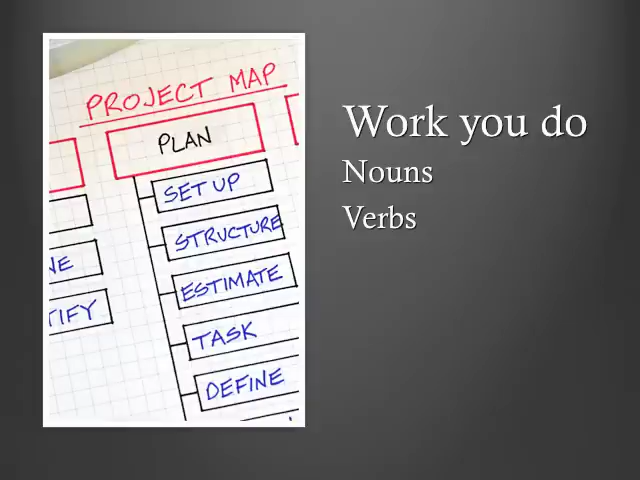 PROJECT MAP
PLAN
SET UP
STRUCTURE
ESTIMATE
TASK
DEFINE
NE
TIFY
Work you do
Nouns
Verbs